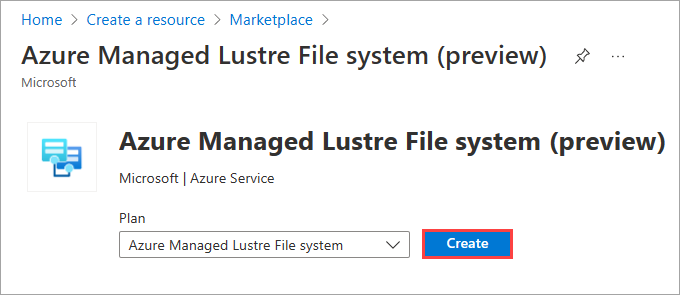 Home > Create a resource > Marketplace >
Azure Managed Lustre File system (preview) ...
Microsoft
Azure Managed Lustre File system (preview)
Microsoft | Azure Service
Plan
Azure Managed Lustre File system
Create